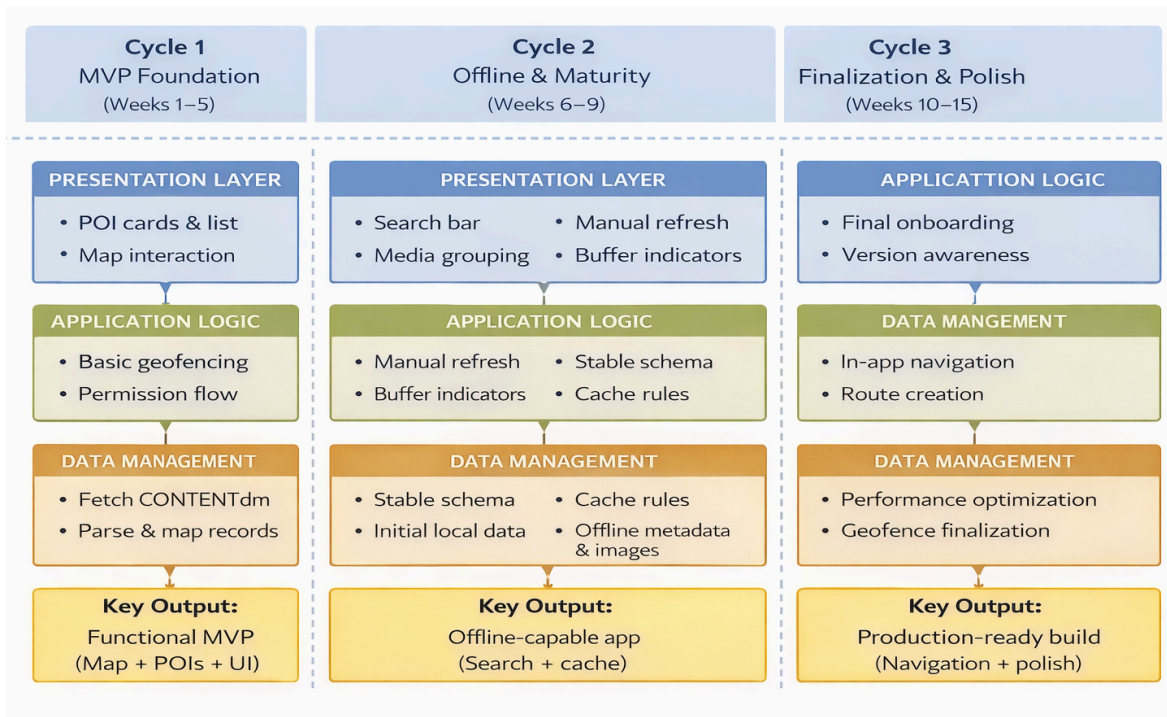 Cycle 1
MVP Foundation
(Weeks 1–5)
Cycle 2
Offline & Maturity
(Weeks 6–9)
Cycle 3
Finalization & Polish
(Weeks 10–15)
PRESENTATION LAYER
• POI cards & list
• Map interaction
APPLICATION LOGIC
• Basic geofencing
• Permission flow
DATA MANAGEMENT
• Fetch CONTENTdm
• Parse & map records
Key Output:
Functional MVP
(Map + POIs + UI)
PRESENTATION LAYER
• Search bar
• Media grouping
• Manual refresh
• Buffer indicators
APPLICATION LOGIC
• Manual refresh
• Buffer indicators
• Stable schema
• Cache rules
DATA MANAGEMENT
• Stable schema
• Initial local data
• Cache rules
• Offline metadata
& images
Key Output:
Offline-capable app
(Search + cache)
APPLICATTION LOGIC
• Final onboarding
• Version awareness
DATA MANGEMENT
• In-app navigation
• Route creation
DATA MANAGEMENT
• Performance optimization
• Geofence finalization
Key Output:
Production-ready build
(Navigation + polish)